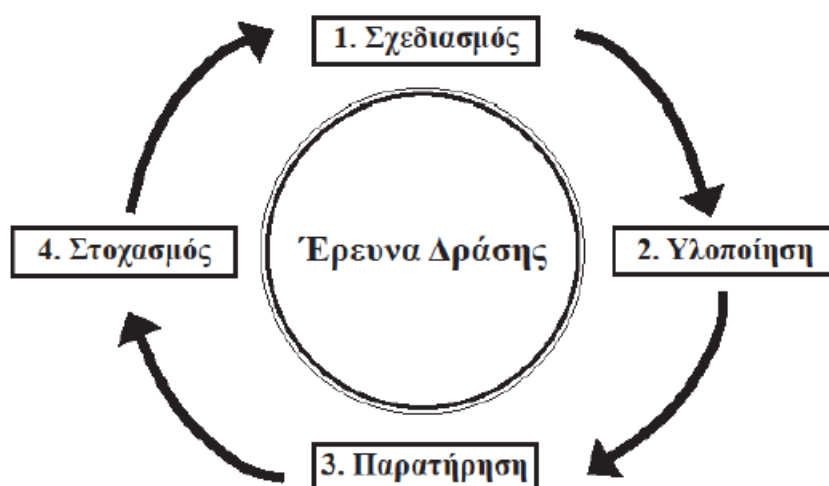 1. Σχεδιασμός
4. Στοχασμός
Έρευνα Δράσης
2. Υλοποίηση
3. Παρατήρηση